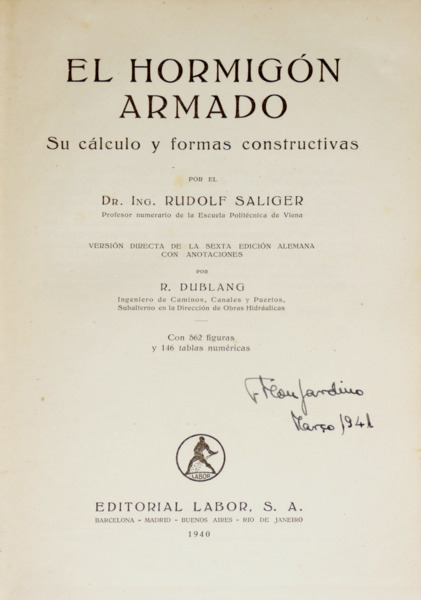 EL HORMIGÓN
ARMADO
Su cálculo y formas constructivas
POR EL
DR. ING. RUDOLF SALIGER
Profesor numerario de la Escuela Politécnica de Viena
VERSIÓN DIRECTA DE LA SEXTA EDICIÓN ALEMANA
CON ANOTACIONES
POR
R. DUBLANG
Ingeniero de Caminos, Canales y Puertos,
Subalterno en la Dirección de Obras Hidráulicas
Con 562 figuras
y 146 tablas numéricas
Jardino
Março/941
LABOR
EDITORIAL LABOR, S. A.
BARCELONA - MADRID - BUENOS AIRES - RIO DE JANEIRO
1940